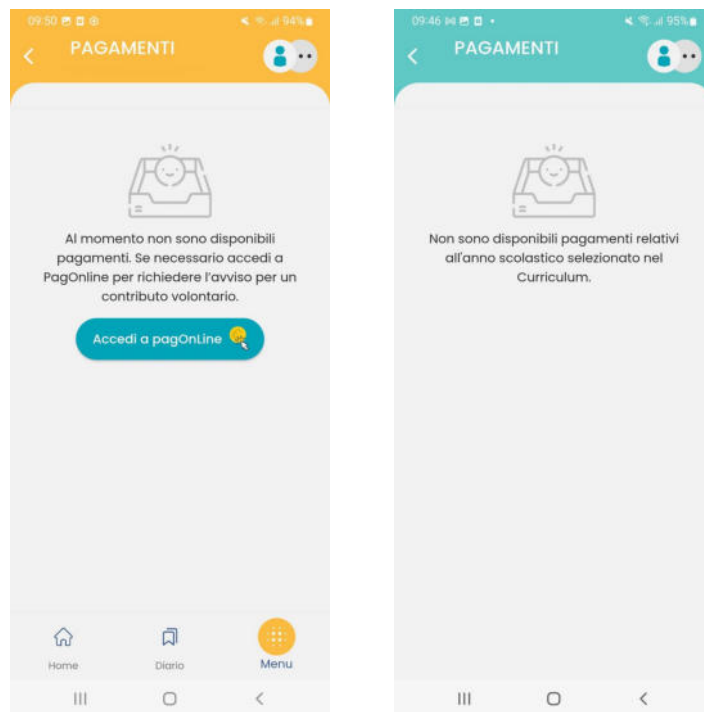 09:50
94%
PAGAMENTI
Al momento non sono disponibili
pagamenti. Se necessario accedi a
PagOnline per richiedere l'avviso per un
contributo volontario.
Accedi a pagOnLine
Home
Diario
Menu
09:46
95%
PAGAMENTI
Non sono disponibili pagamenti relativi
all'anno scolastico selezionato nel
Curriculum.